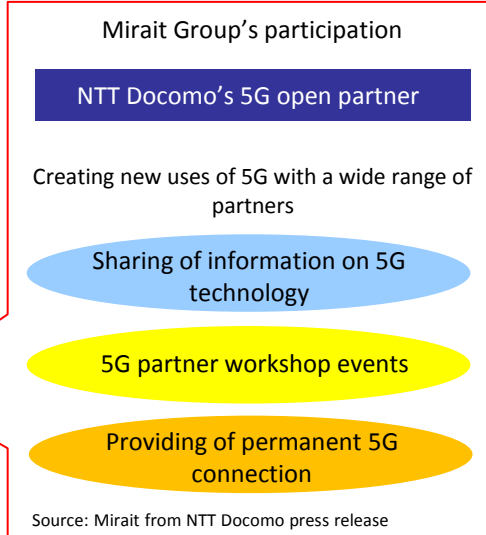 Mirait Group’s participation
NTT Docomo’s 5G open partner
Creating new uses of 5G with a wide range of
partners
Sharing of information on 5G
technology
5G partner workshop events
Providing of permanent 5G
connection
Source: Mirait from NTT Docomo press release